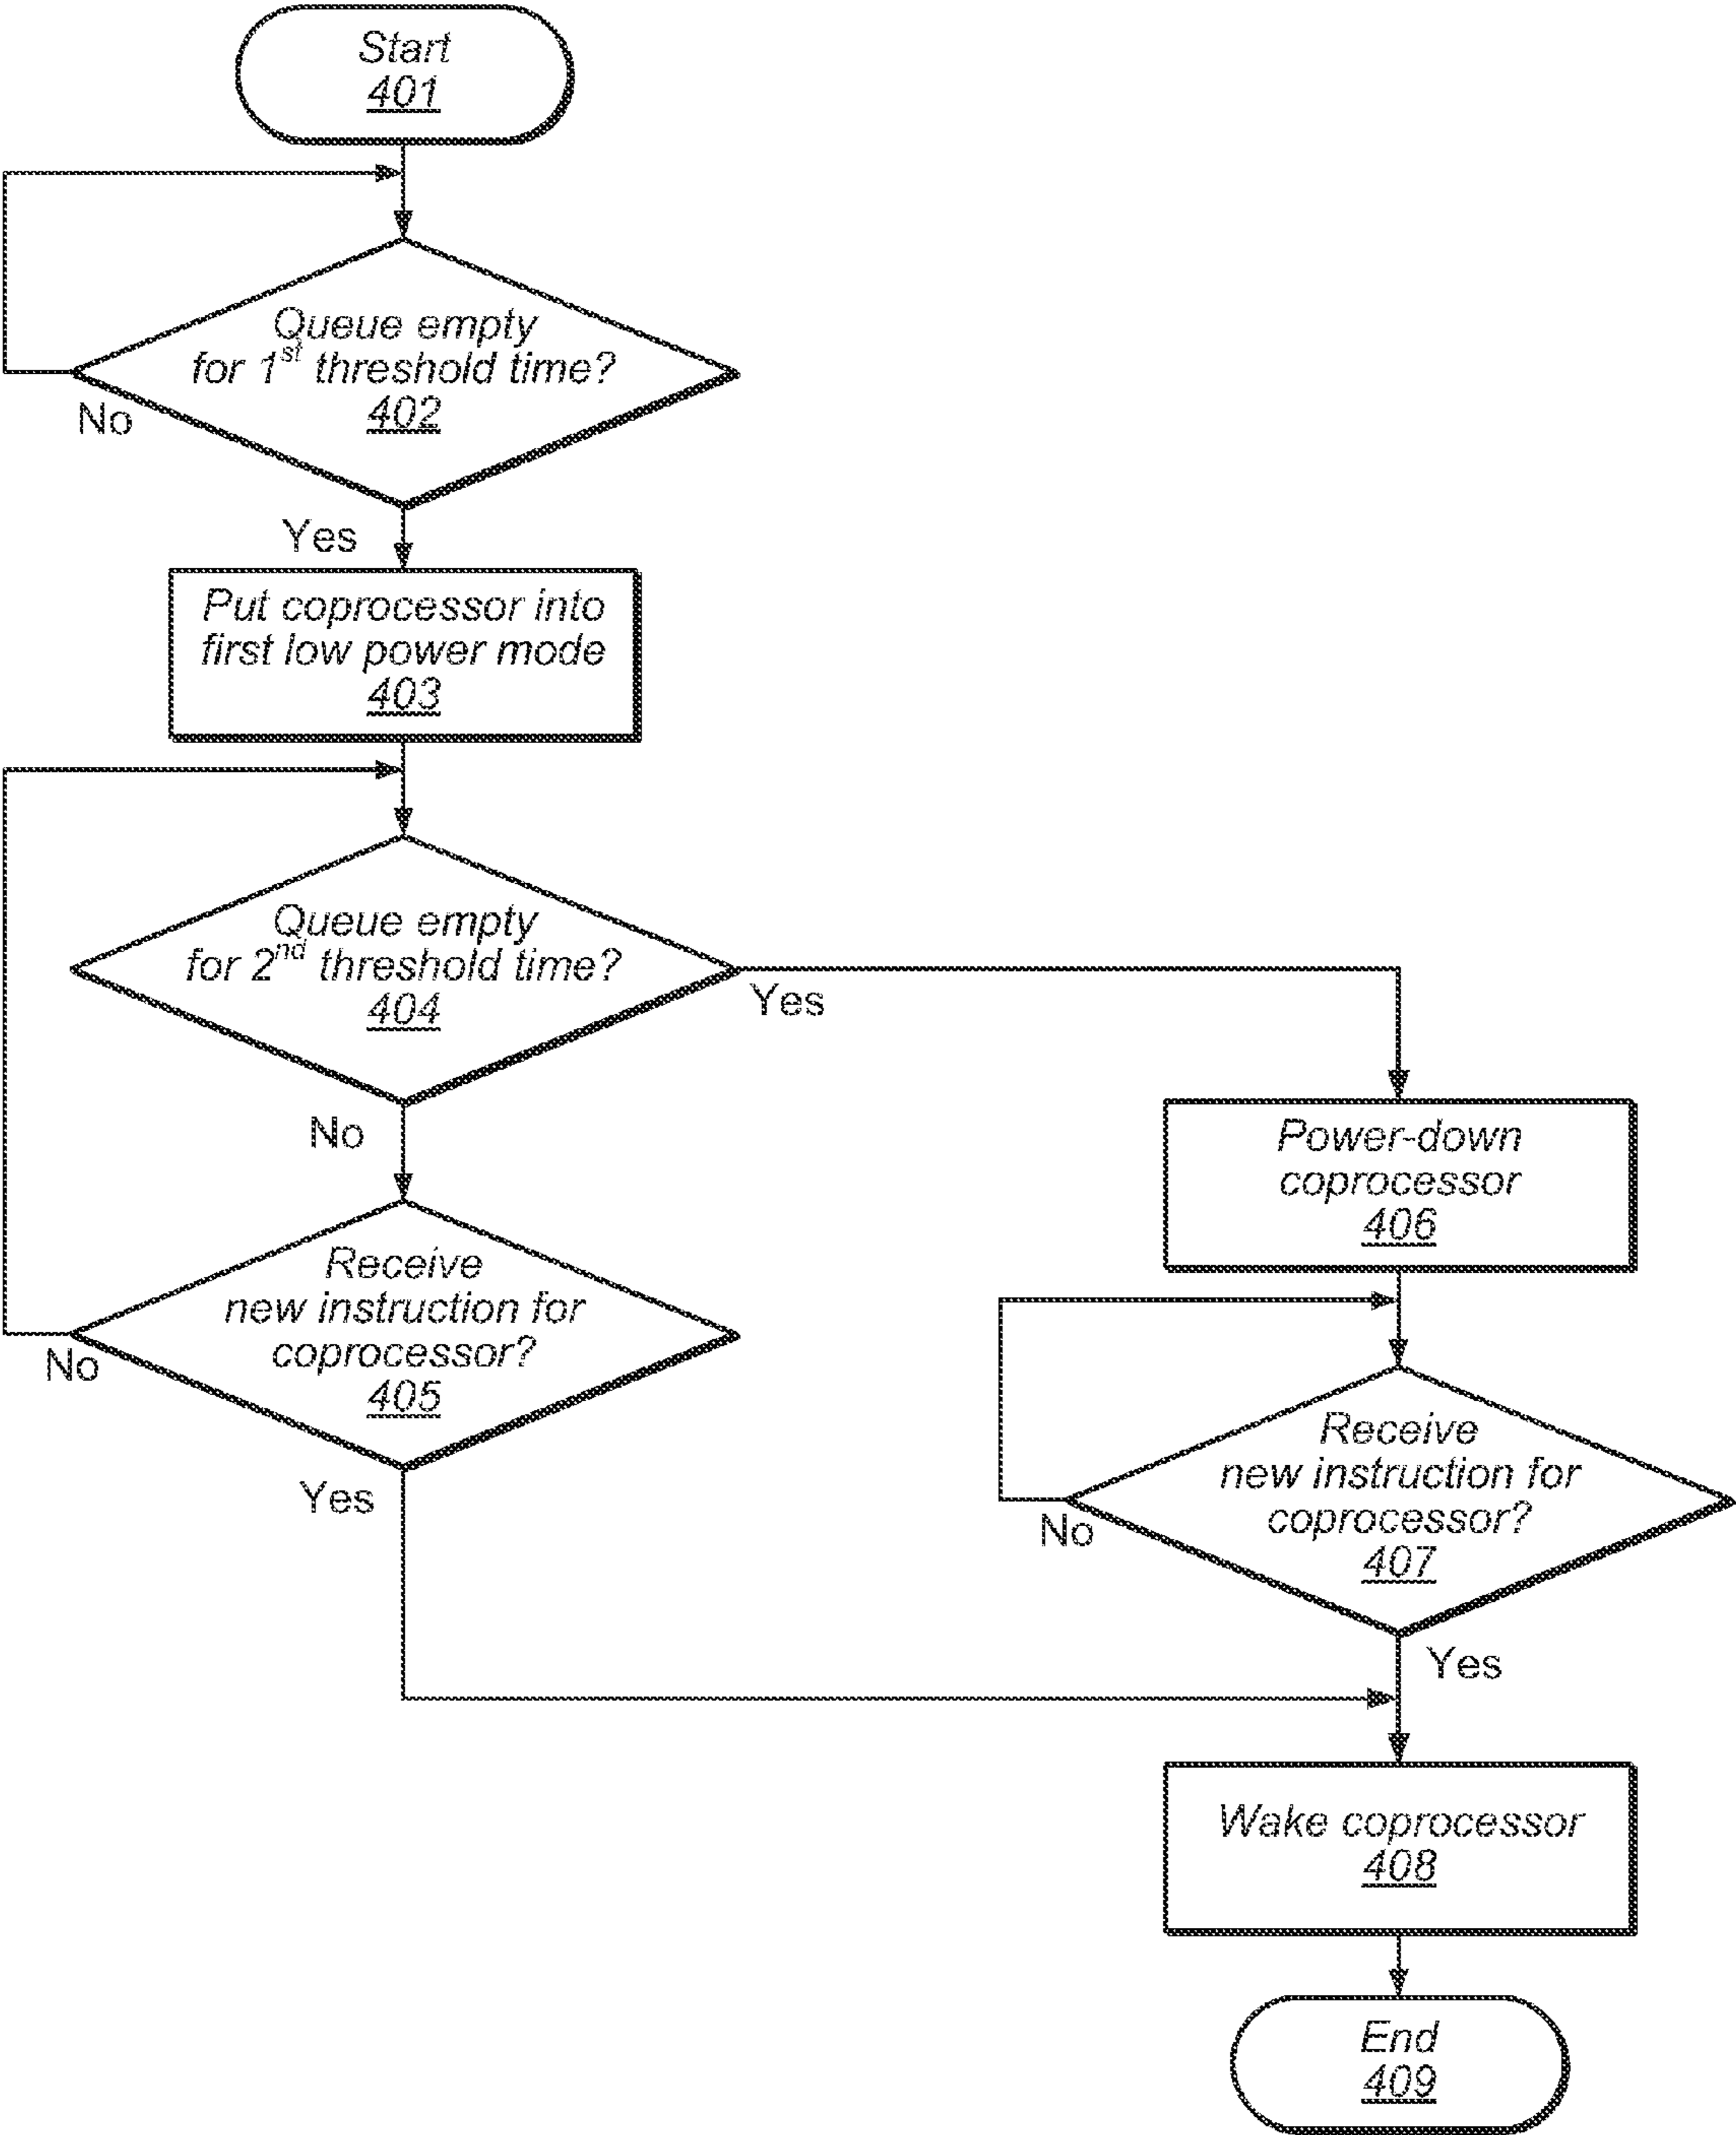 Start
401
Queue empty
for 1st threshold time?
402
No
Yes
Put coprocessor into
first low power mode
403
Queue empty
for 2nd threshold time?
404
Yes
No
Receive
new instruction for
coprocessor?
405
No
Yes
Power-down
coprocessor
406
Receive
new instruction for
coprocessor?
407
No
Yes
Wake coprocessor
408
End
409